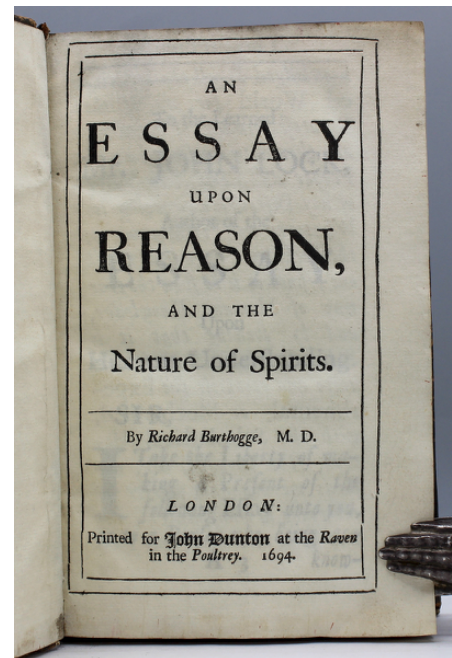 AN
ESSAY
UPON
REASON,
AND THE
Nature of Spirits.
By Richard Burthogge, M. D.
LONDON:
Printed for John Dunton at the Raven
in the Poultrey. 1694.